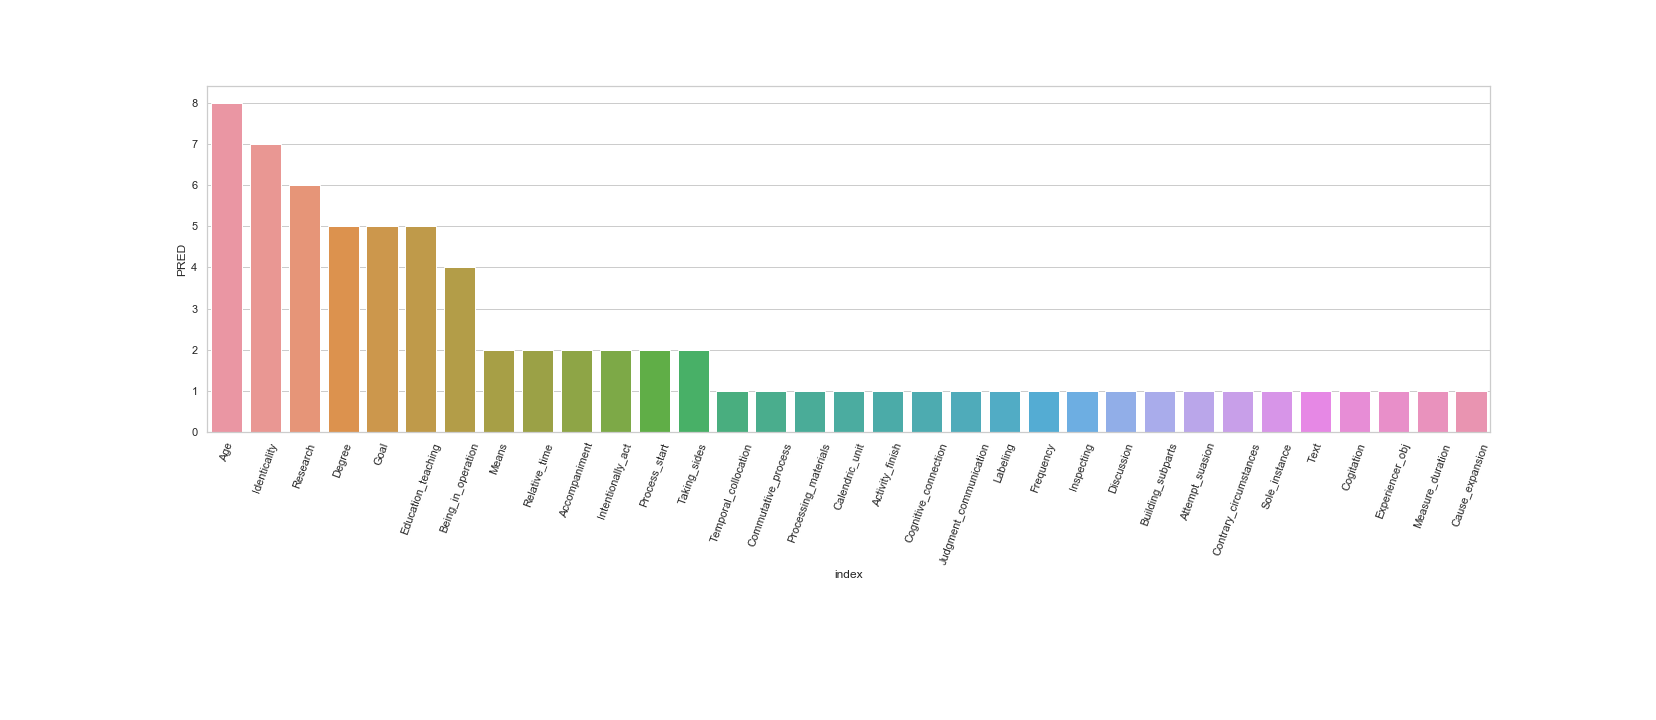 8
7
6
5
4
3
2
1
0
PRED
Age
Identicality
Research
Degree
Goal
Education_teaching
Being_in_operation
Means
Relative_time
Accompaniment
Intentionally_act
Process_start
Taking_sides
Temporal_collocation
Commutative_process
Processing_materials
Calendric_unit
Activity_finish
Cognitive_connection
Judgment_communication
Labeling
Frequency
Inspecting
Discussion
Building_subparts
Attempt_suasion
Contrary_circumstances
Sole_instance
Text
Cogitation
Experiencer_obj
Measure_duration
Cause_expansion
index